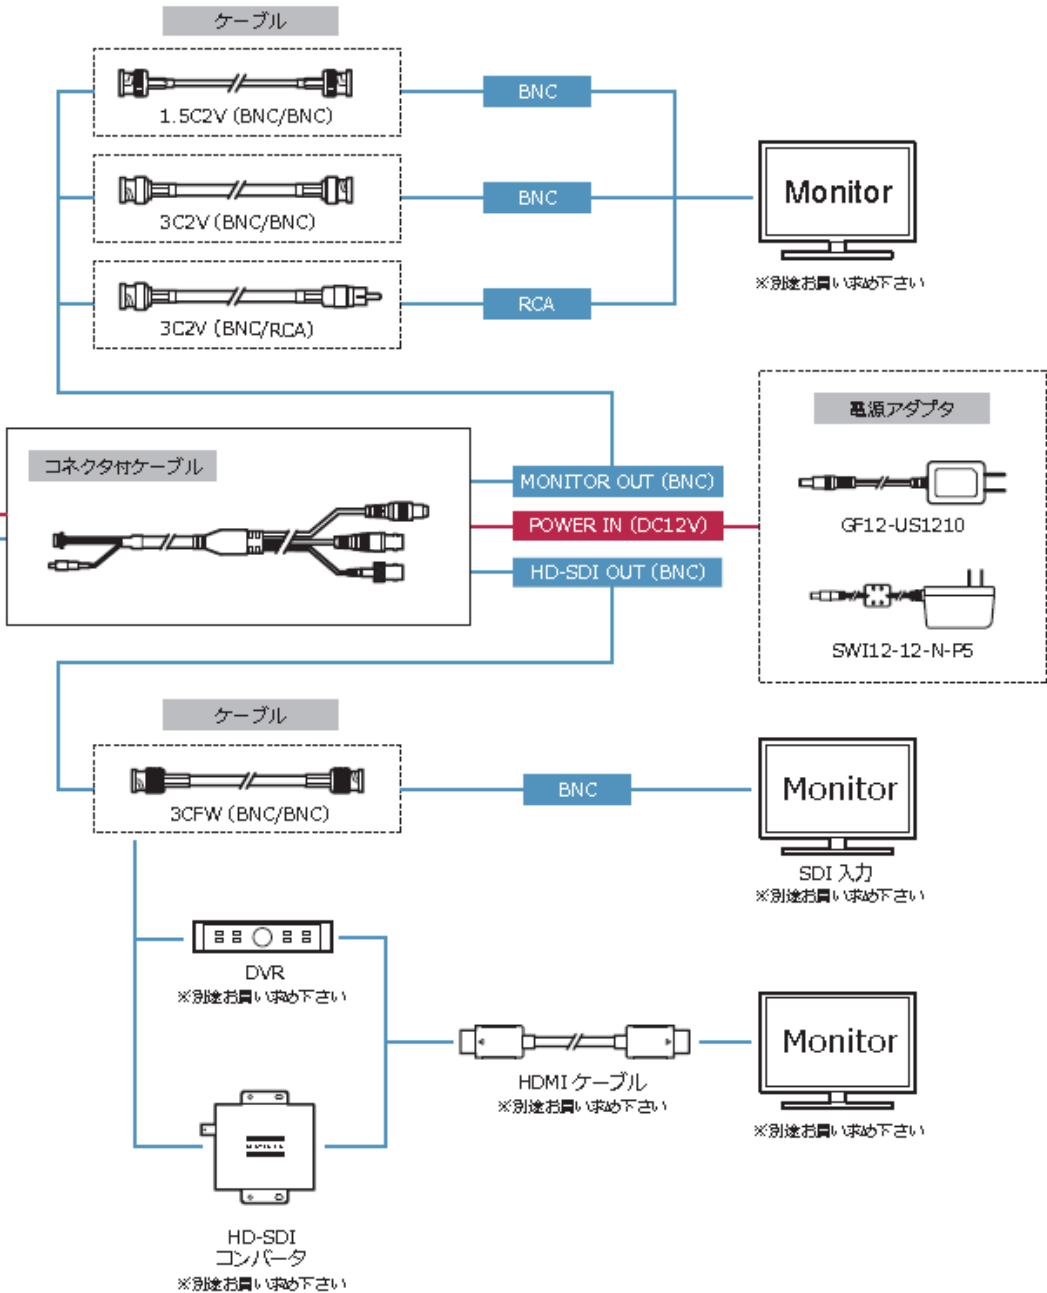 ケーブル
1.5C2V (BNC/BNC)
BNC
3C2V (BNC/BNC)
BNC
Monitor
※別途お買い求め下さい
3C2V (BNC/RCA)
RCA
電源アダプタ
コネクタ付ケーブル
MONITOR OUT (BNC)
POWER IN (DC12V)
HD-SDI OUT (BNC)
GF12-US1210
SWI12-12-N-P5
ケーブル
3CFW (BNC/BNC)
BNC
Monitor
SDI 入力
※別途お買い求め下さい
DVR
※別途お買い求め下さい
HDMI ケーブル
※別途お買い求め下さい
Monitor
※別途お買い求め下さい
HD-SDI
コンバータ
※別途お買い求め下さい